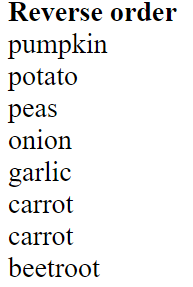 Reverse order
pumpkin
potato
peas
onion
garlic
carrot
carrot
beetroot